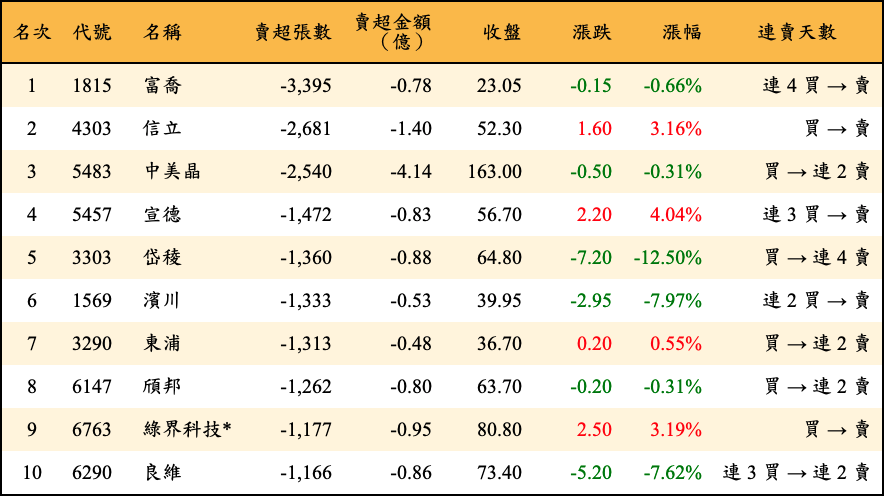 名次 代號 名稱 賣超張數 賣超金額（億） 收盤 漲跌 漲幅 連賣天數
1 1815 富喬 -3,395 -0.78 23.05 -0.15 -0.66% 連 4 買 → 賣
2 4303 信立 -2,681 -1.40 52.30 1.60 3.16% 買 → 賣
3 5483 中美晶 -2,540 -4.14 163.00 -0.50 -0.31% 買 → 連 2 賣
4 5457 宣德 -1,472 -0.83 56.70 2.20 4.04% 連 3 買 → 賣
5 3303 岱稜 -1,360 -0.88 64.80 -7.20 -12.50% 買 → 連 4 賣
6 1569 濱川 -1,333 -0.53 39.95 -2.95 -7.97% 連 2 買 → 賣
7 3290 東浦 -1,313 -0.48 36.70 0.20 0.55% 買 → 連 2 賣
8 6147 頎邦 -1,262 -0.80 63.70 -0.20 -0.31% 買 → 連 2 賣
9 6763 綠界科技* -1,177 -0.95 80.80 2.50 3.19% 買 → 賣
10 6290 良維 -1,166 -0.86 73.40 -5.20 -7.62% 連 3 買 → 連 2 賣